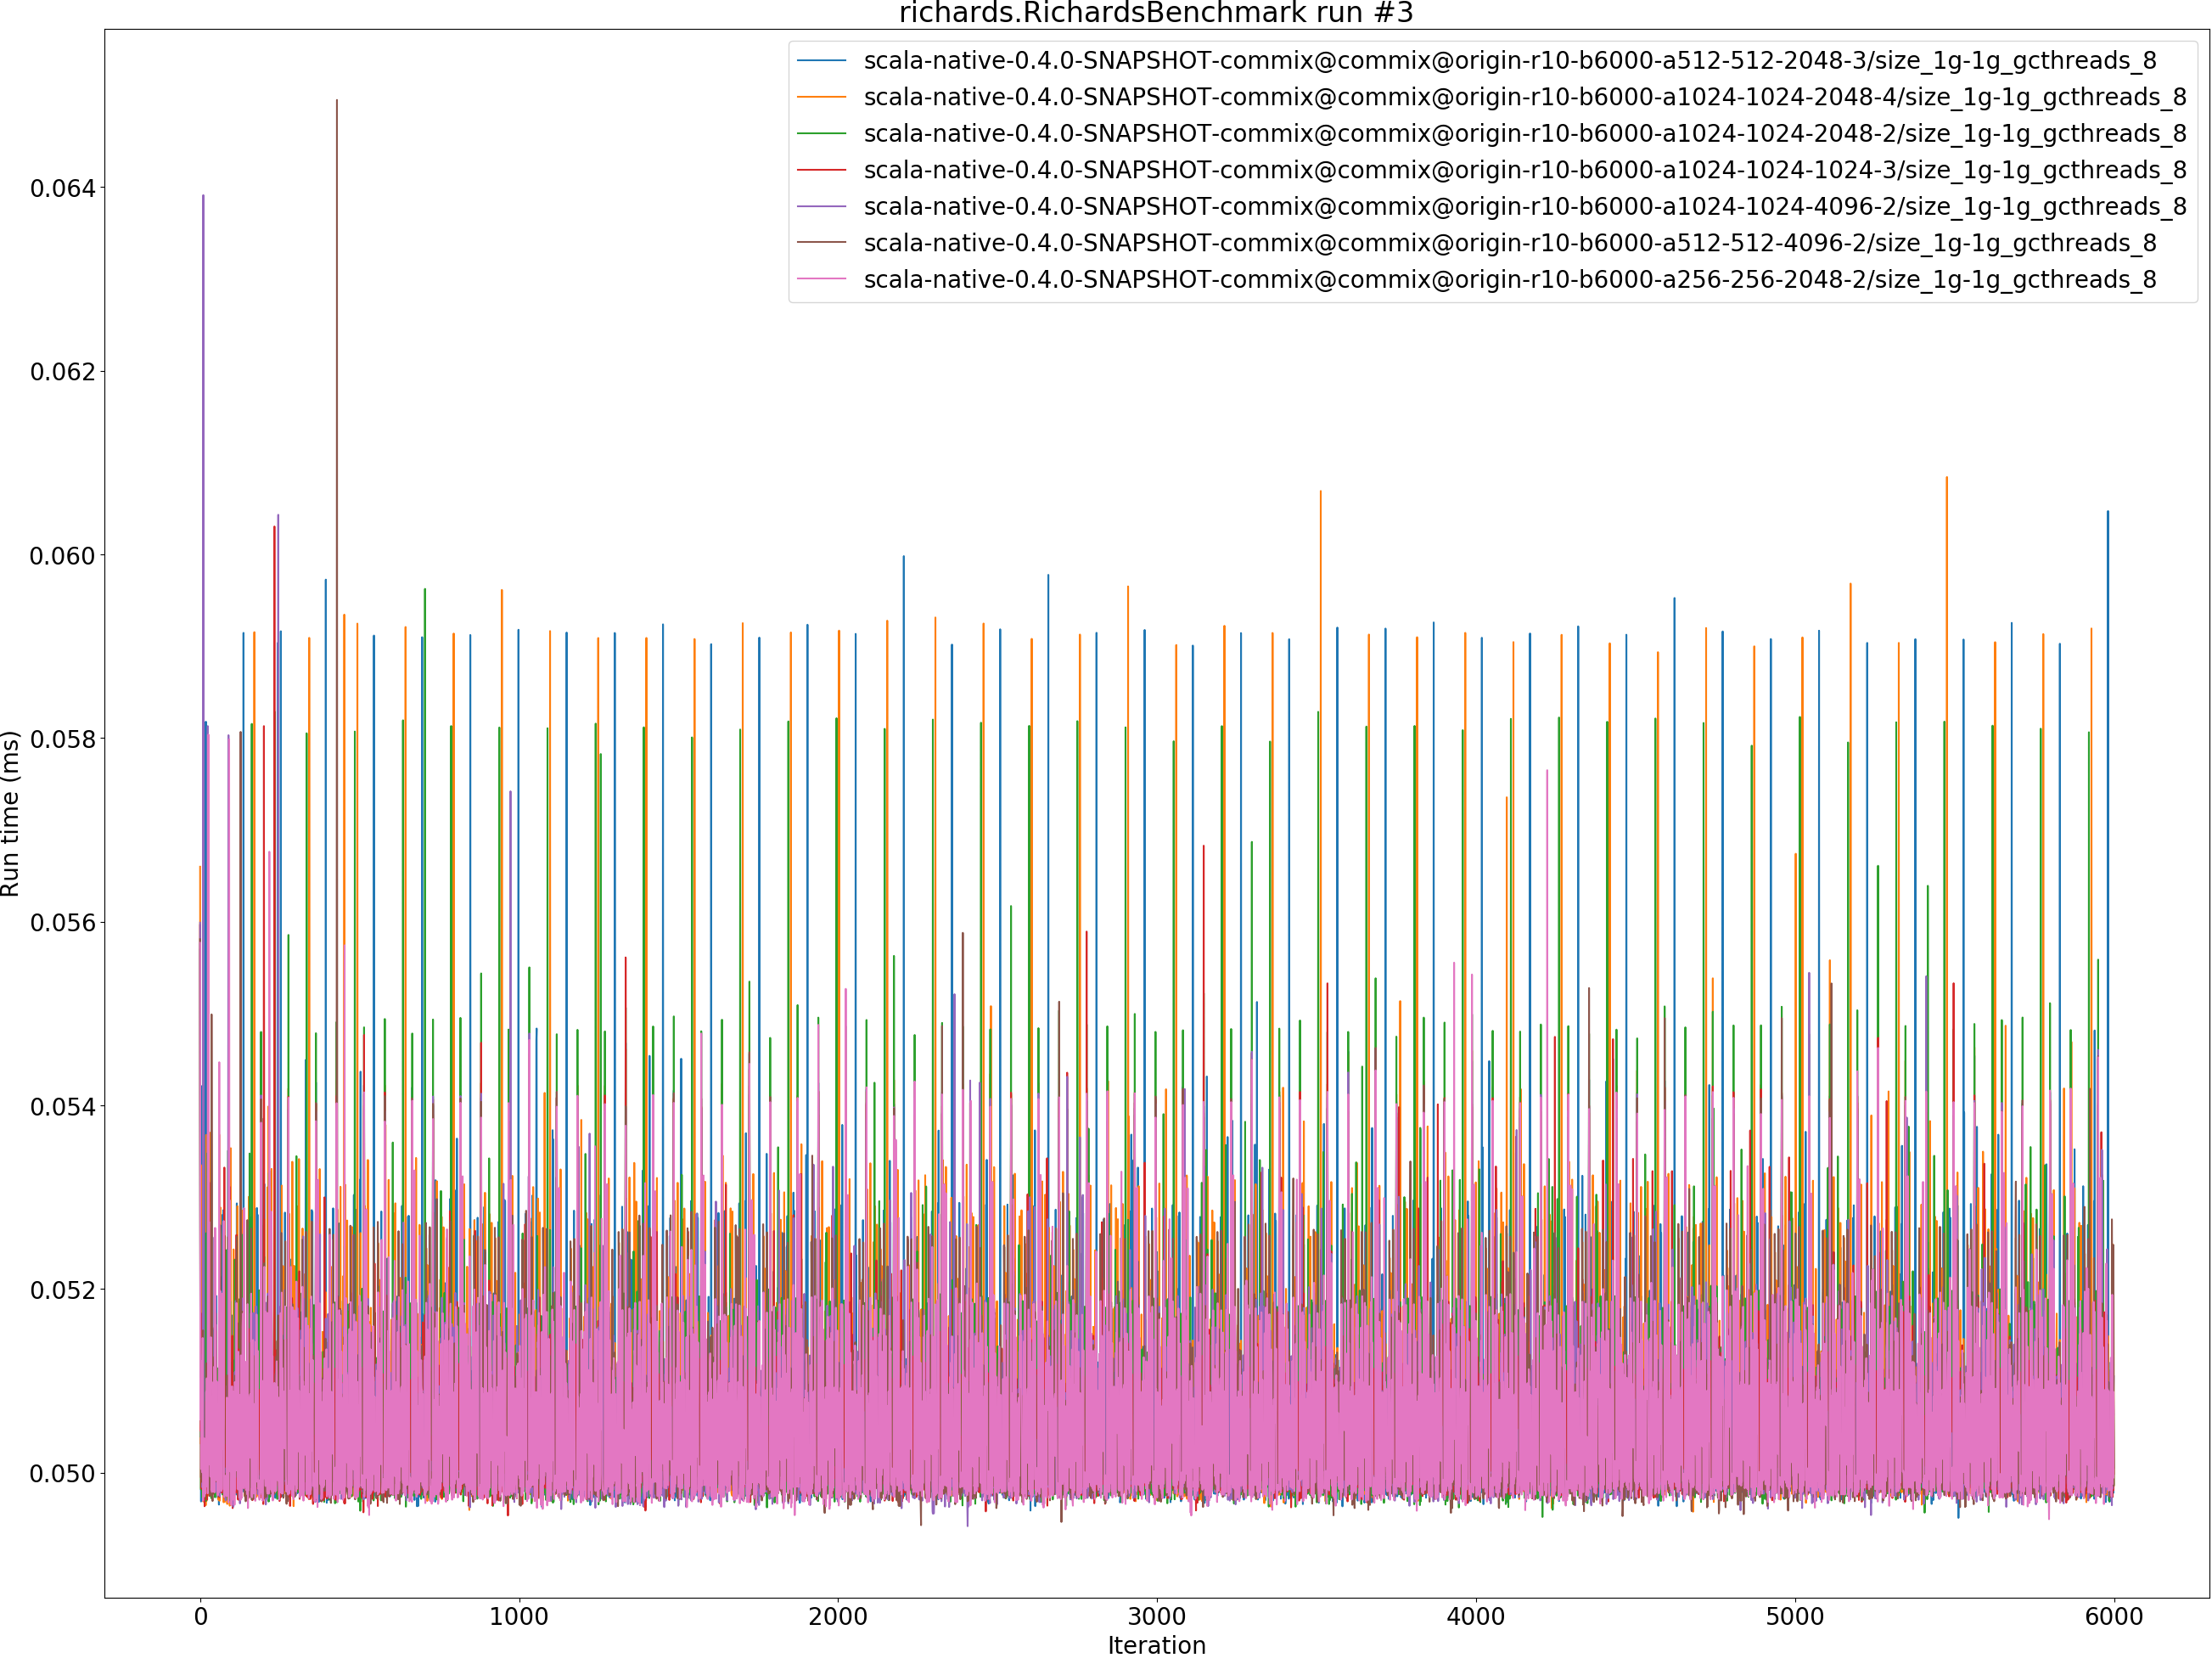 richards.RichardsBenchmark run #3
scala-native-0.4.0-SNAPSHOT-commix@commix@origin-r10-b6000-a512-512-2048-3/size_1g-1g_gcthreads_8
scala-native-0.4.0-SNAPSHOT-commix@commix@origin-r10-b6000-a1024-1024-2048-4/size_1g-1g_gcthreads_8
scala-native-0.4.0-SNAPSHOT-commix@commix@origin-r10-b6000-a1024-1024-2048-2/size_1g-1g_gcthreads_8
scala-native-0.4.0-SNAPSHOT-commix@commix@origin-r10-b6000-a1024-1024-1024-3/size_1g-1g_gcthreads_8
scala-native-0.4.0-SNAPSHOT-commix@commix@origin-r10-b6000-a1024-1024-4096-2/size_1g-1g_gcthreads_8
scala-native-0.4.0-SNAPSHOT-commix@commix@origin-r10-b6000-a512-512-4096-2/size_1g-1g_gcthreads_8
scala-native-0.4.0-SNAPSHOT-commix@commix@origin-r10-b6000-a256-256-2048-2/size_1g-1g_gcthreads_8
0.064
0.062
0.060
0.058
0.056
0.054
0.052
0.050
Run time (ms)
0 1000 2000 3000 4000 5000 6000
Iteration